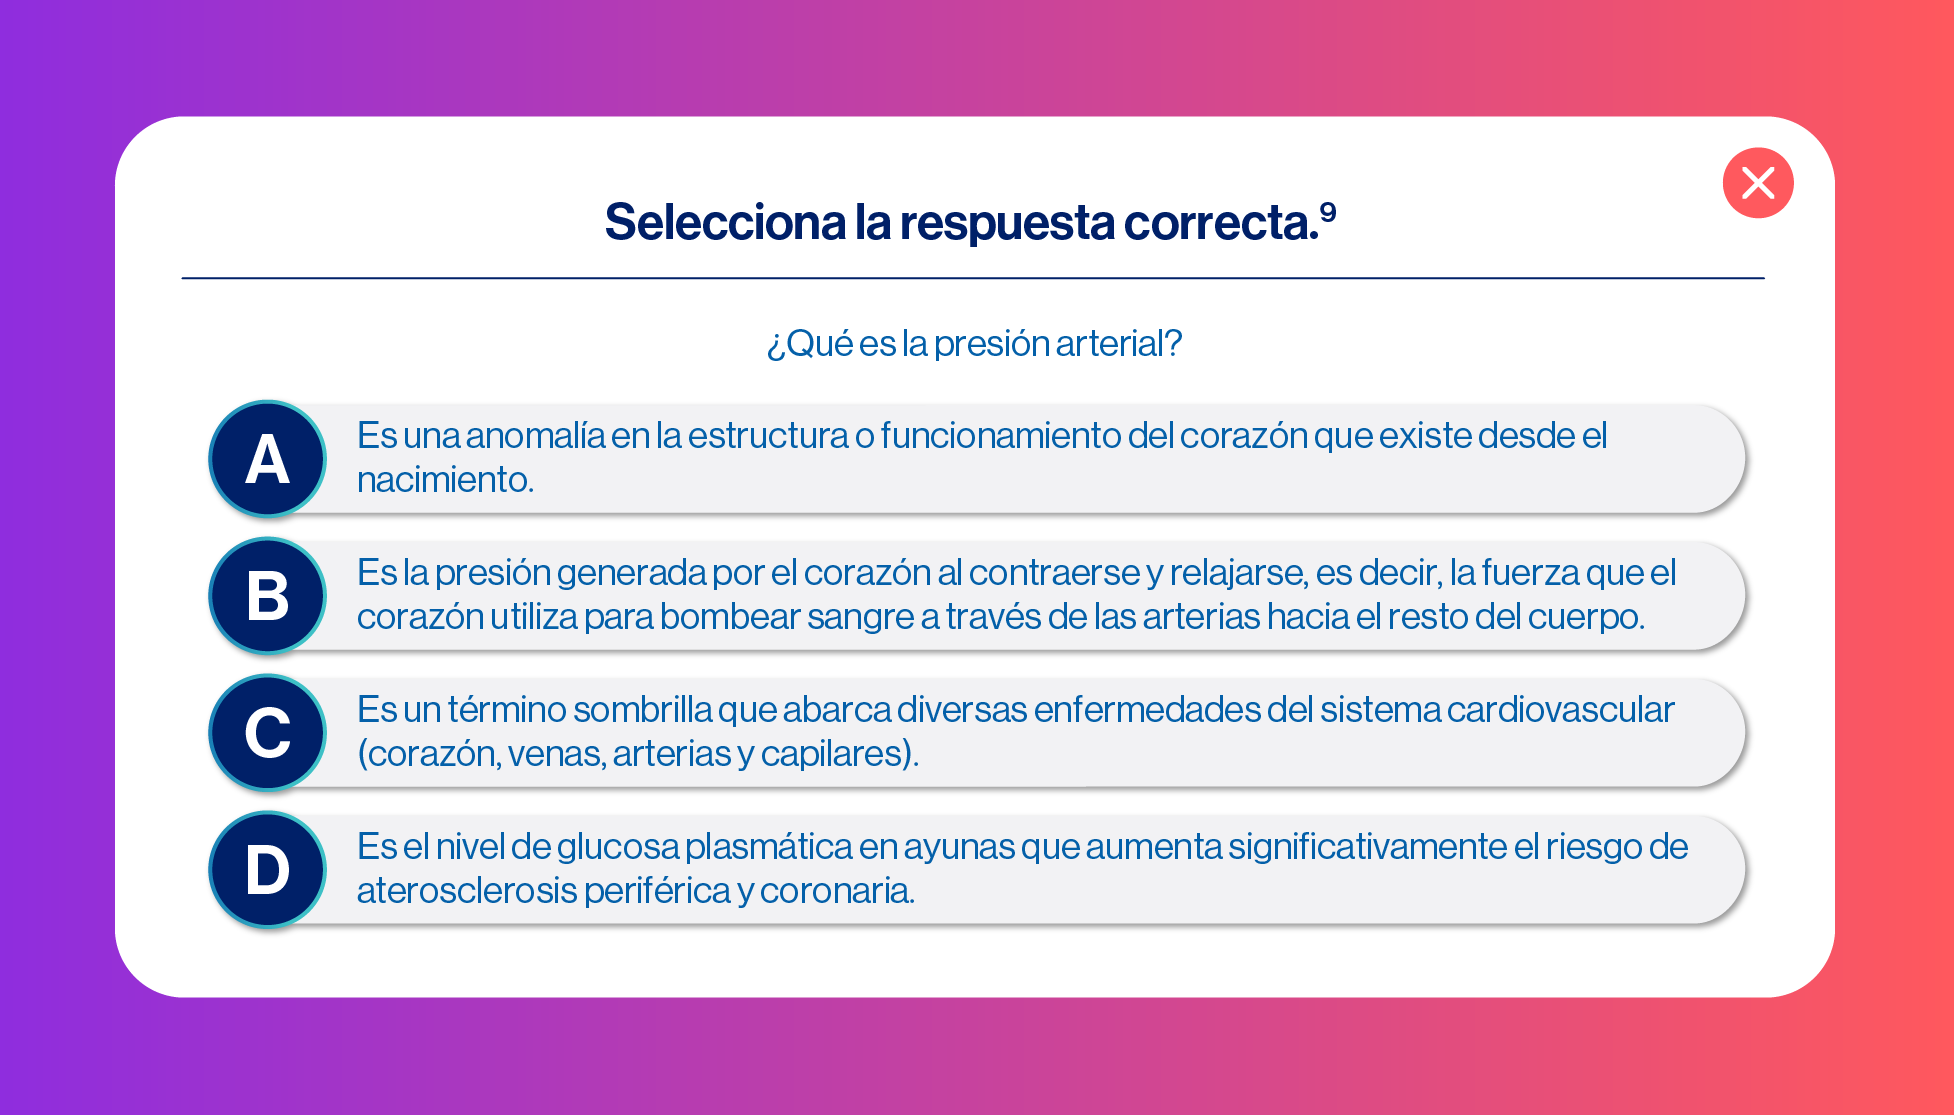 Selecciona la respuesta correcta.⁹
¿Qué es la presión arterial?
A
Es una anomalía en la estructura o funcionamiento del corazón que existe desde el
nacimiento.
B
Es la presión generada por el corazón al contraerse y relajarse, es decir, la fuerza que el
corazón utiliza para bombear sangre a través de las arterias hacia el resto del cuerpo.
C
Es un término sombrilla que abarca diversas enfermedades del sistema cardiovascular
(corazón, venas, arterias y capilares).
D
Es el nivel de glucosa plasmática en ayunas que aumenta significativamente el riesgo de
aterosclerosis periférica y coronaria.